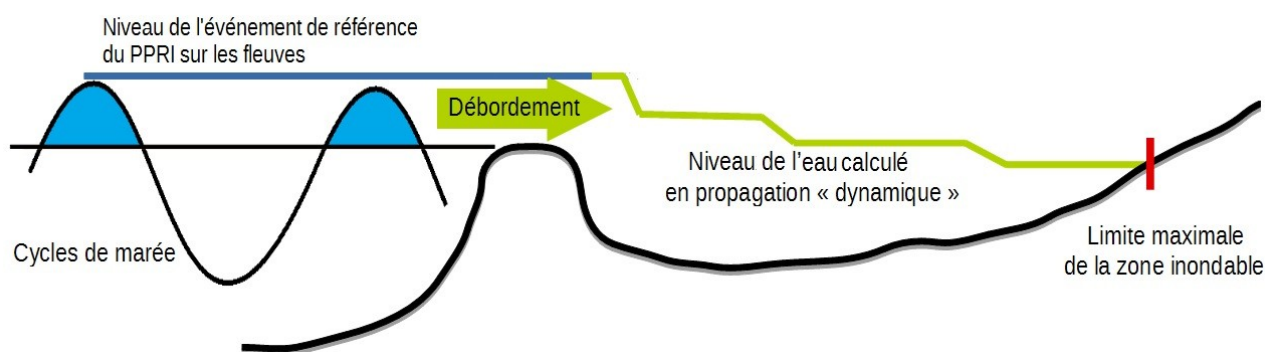 Niveau de l'événement de référence
du PPRI sur les fleuves
Débordement
Niveau de l'eau calculé
en propagation « dynamique »
Cycles de marée
Limite maximale
de la zone inondable